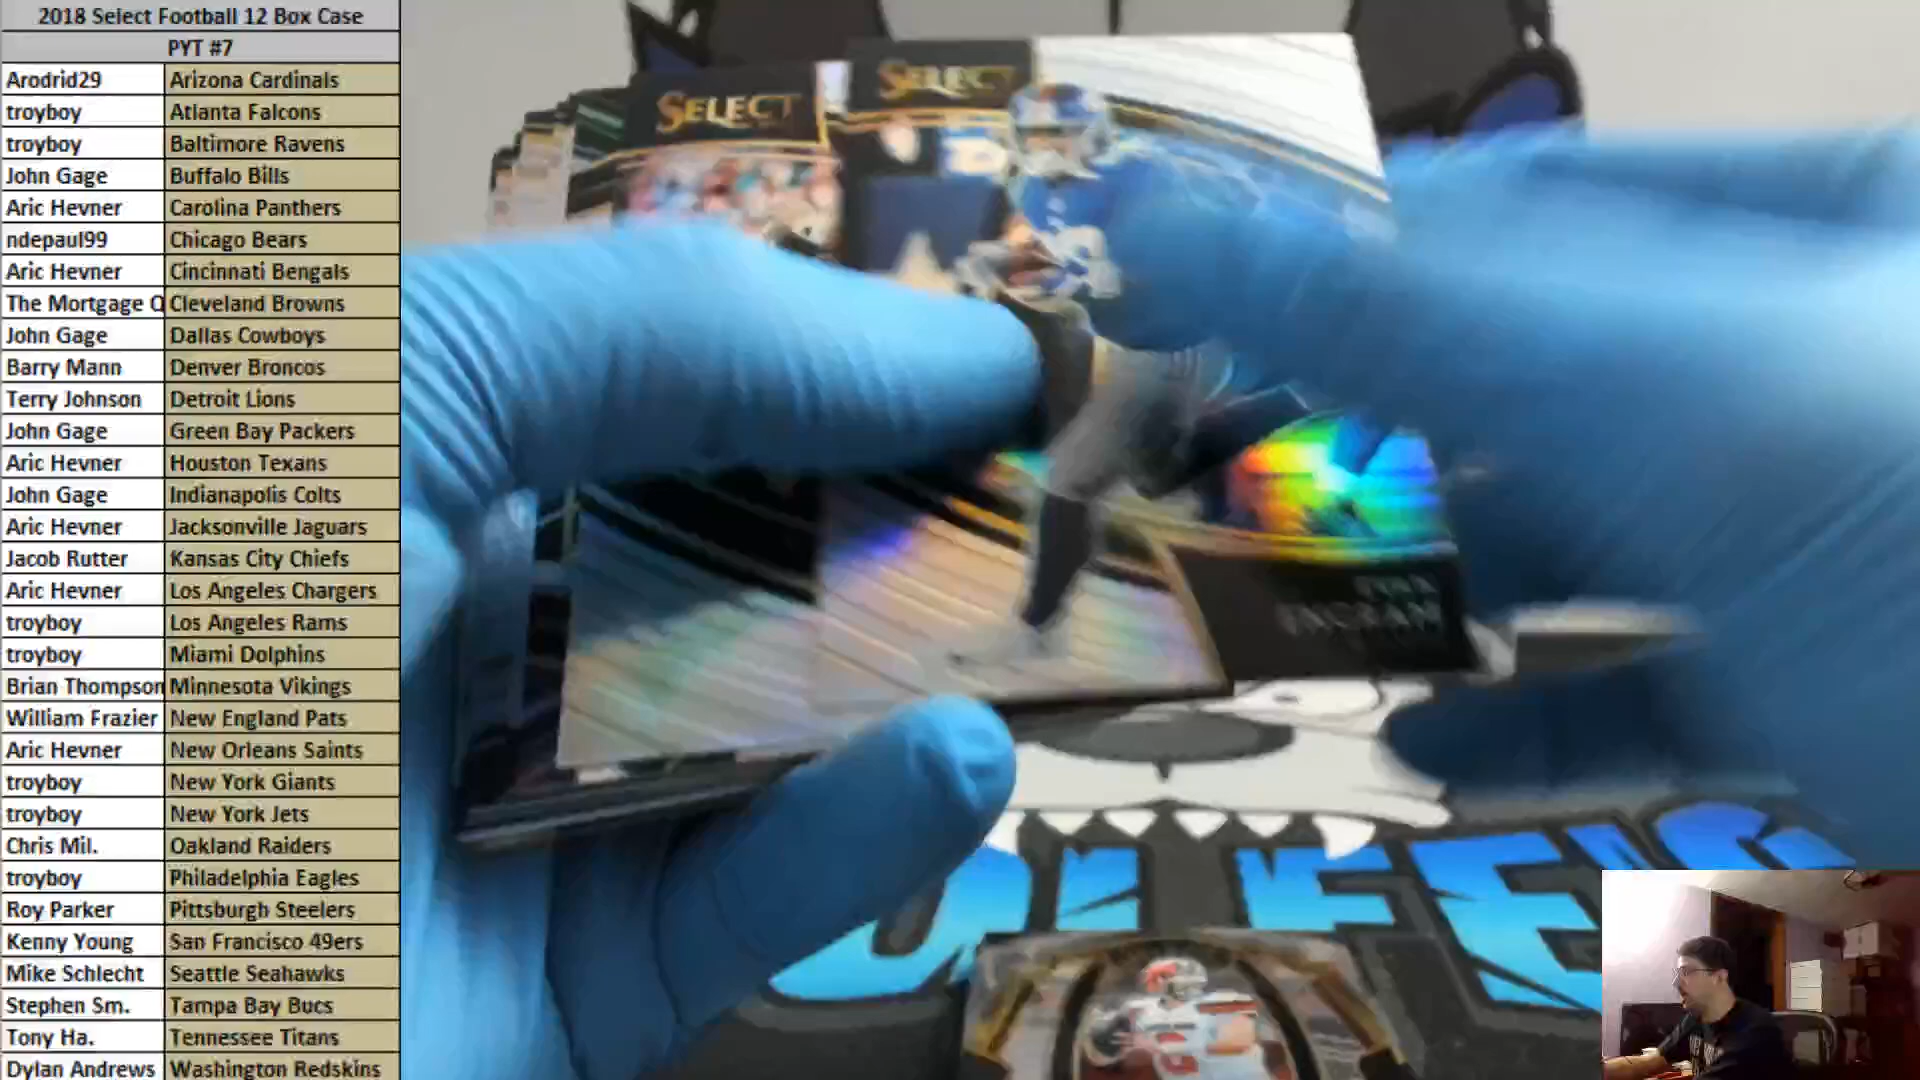 2018 Select Football 12 Box Case
PYT #7
Arodrid29 Arizona Cardinals
troyboy Atlanta Falcons
troyboy Baltimore Ravens
John Gage Buffalo Bills
Aric Hevner Carolina Panthers
ndepaul99 Chicago Bears
Aric Hevner Cincinnati Bengals
The Mortgage Cleveland Browns
John Gage Dallas Cowboys
Barry Mann Denver Broncos
Terry Johnson Detroit Lions
John Gage Green Bay Packers
Aric Hevner Houston Texans
John Gage Indianapolis Colts
Aric Hevner Jacksonville Jaguars
Jacob Rutter Kansas City Chiefs
Aric Hevner Los Angeles Chargers
troyboy Los Angeles Rams
troyboy Miami Dolphins
Brian Thompson Minnesota Vikings
William Frazier New England Pats
Aric Hevner New Orleans Saints
troyboy New York Giants
troyboy New York Jets
Chris Mil. Oakland Raiders
troyboy Philadelphia Eagles
Roy Parker Pittsburgh Steelers
Kenny Young San Francisco 49ers
Mike Schlecht Seattle Seahawks
Stephen Sm. Tampa Bay Bucs
Tony Ha. Tennessee Titans
Dylan Andrews Washington Redskins
SELECT
SELECT
INGRAM